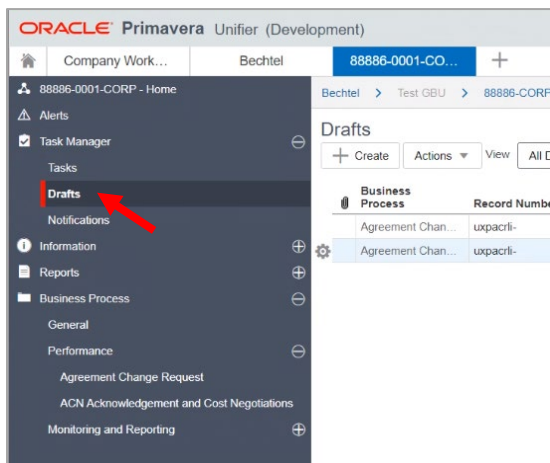 ORACLE Primavera Unifier (Development)
Company Work... Bechtel 88886-0001-CO...
88886-0001-CORP - Home
Bechtel > Test GBU > 88886-CORP
Alerts
Task Manager
Tasks
Drafts
Notifications
Information
Reports
Business Process
General
Performance
Agreement Change Request
ACN Acknowledgement and Cost Negotiations
Monitoring and Reporting
Drafts
Create Actions View All D
Business
Process Record Numbe
Agreement Chan... uxpacrli-
Agreement Chan... uxpacrli-